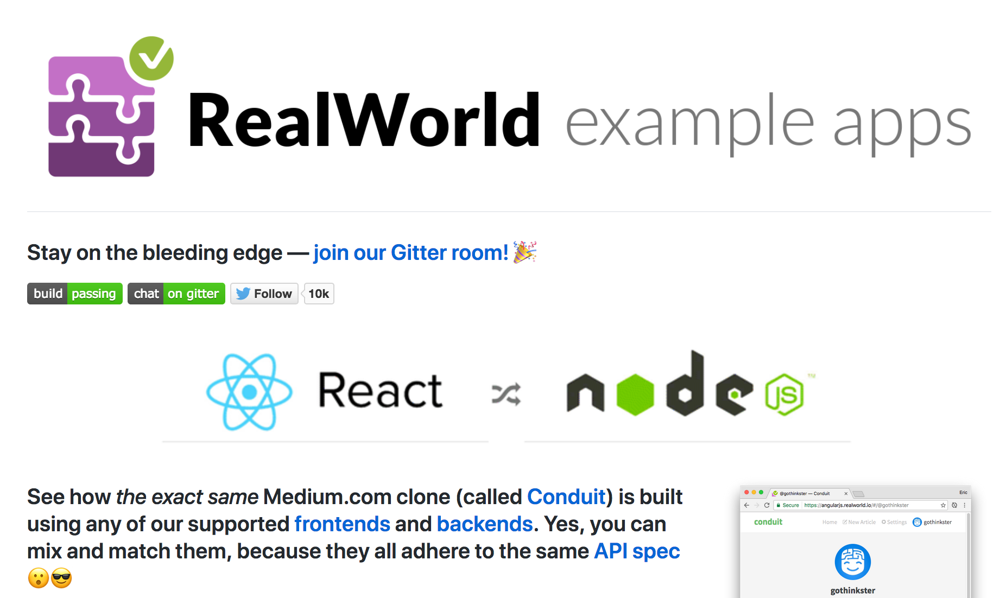 RealWorld example apps
Stay on the bleeding edge — join our Gitter room! 🎉
build passing chat on gitter Follow 10k
React node JS ™
See how the exact same Medium.com clone (called Conduit) is built
using any of our supported frontends and backends. Yes, you can
mix and match them, because they all adhere to the same API spec
😮😎
@gothinkster — Conduit × Eric
Secure https://angularjs.realworld.io/#/@gothinkster
conduit Home New Article Settings gothinkster
gothinkster